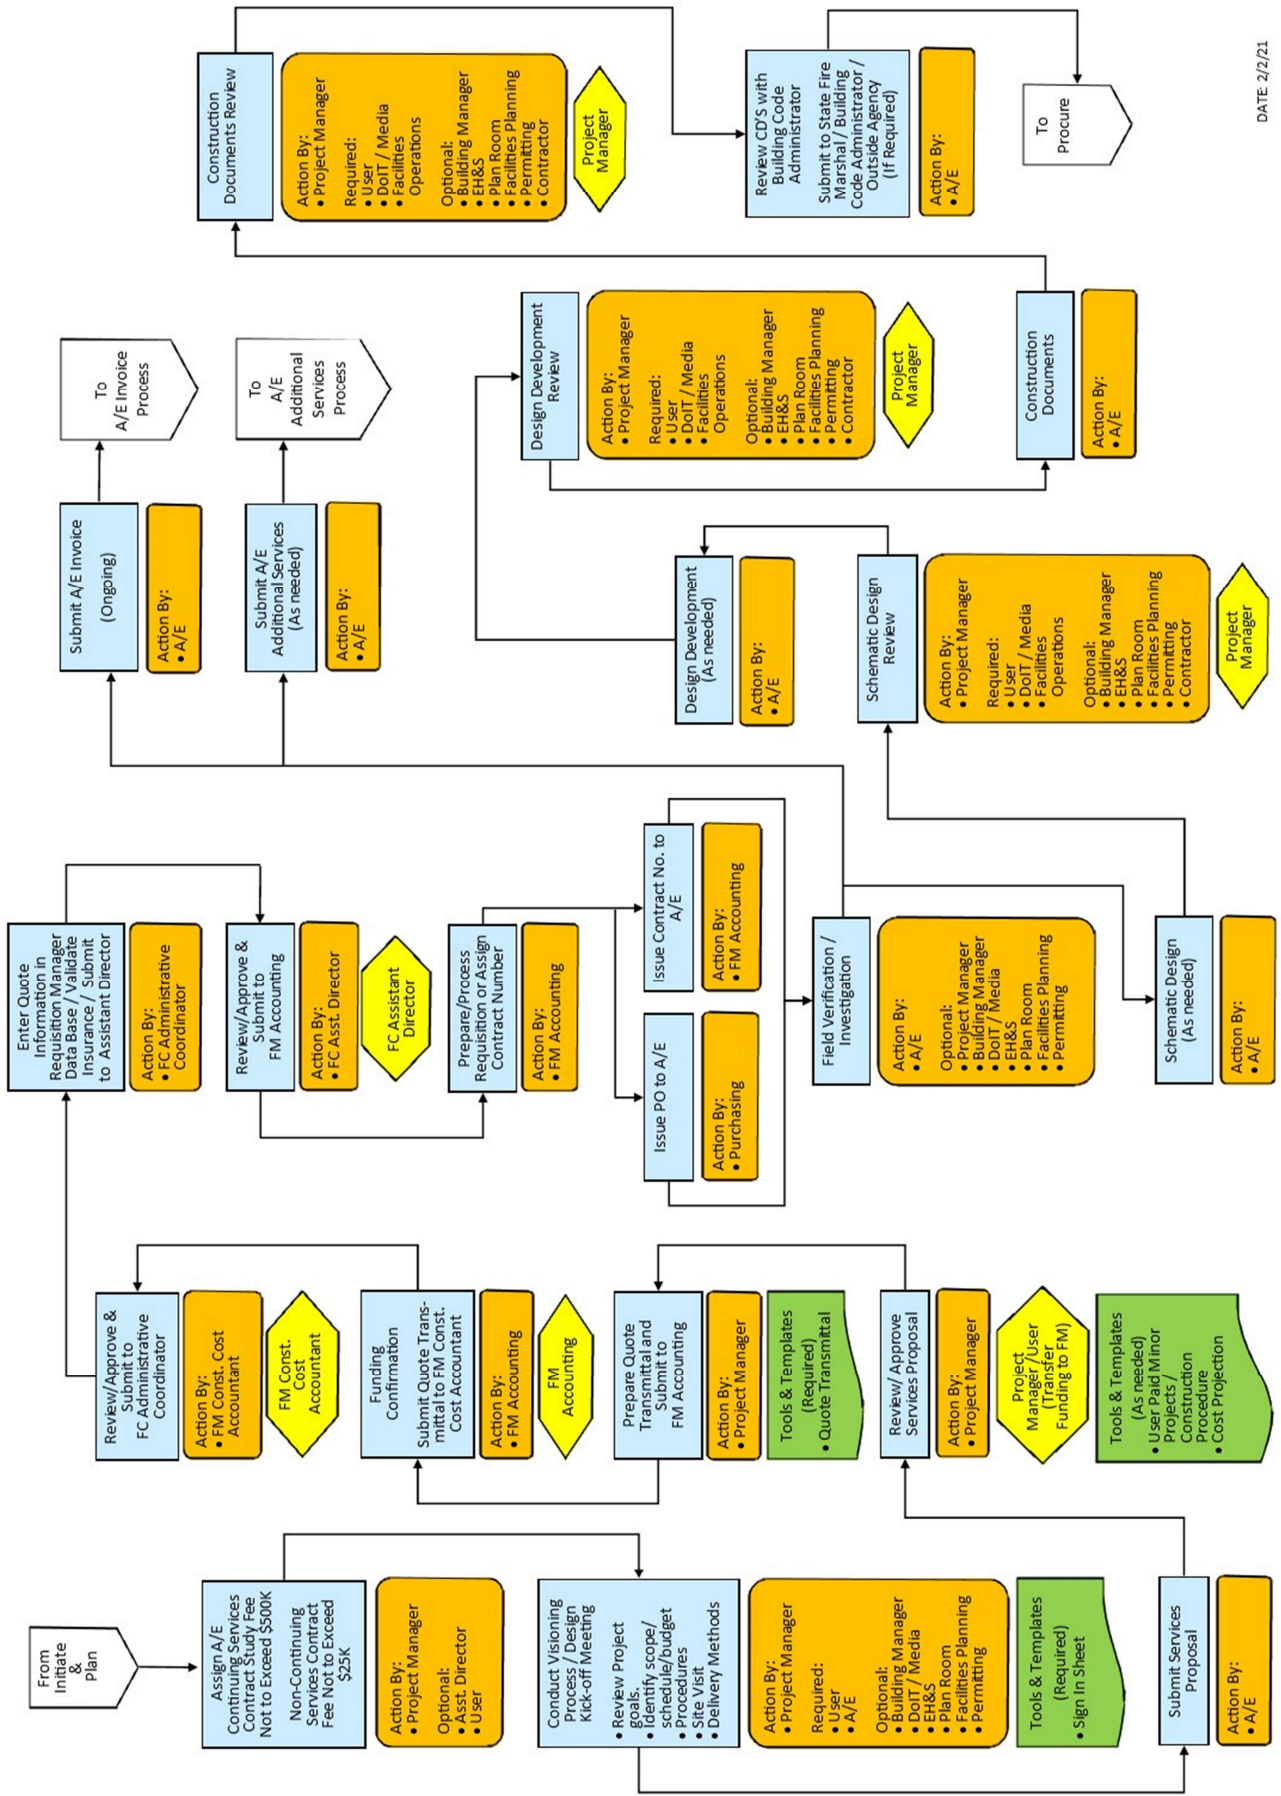 From
Initiate
&
Plan
Assign A/E
Continuing Services
Contract Study Fee
Not to Exceed $500K
Non-Continuing
Services Contract
Fee Not to Exceed
$25K
Action By:
• Project Manager
Optional:
• Asst. Director
• User
Conduct Visioning
Process / Design
Kick-off Meeting
• Review Project
goals.
• Identify scope/
schedule/budget
• Procedures
• Site Visit
• Delivery Methods
Action By:
• Project Manager
Required:
• User
• A/E
Optional:
• Building Manager
• DoIT / Media
• EH&S
• Plan Room
• Facilities Planning
• Permitting
Tools & Templates
(Required)
• Sign In Sheet
Submit Services
Proposal
Action By:
• A/E
Review/Approve &
Submit to
FC Administrative
Coordinator
Action By:
• FM Const. Cost
Accountant
FM Const.
Cost
Accountant
Funding
Confirmation
Submit Quote Trans-
mittal to FM Const.
Cost Accountant
Action By:
• FM Accounting
FM
Accounting
Prepare Quote
Transmittal and
Submit to
FM Accounting
Action By:
• Project Manager
Tools & Templates
(Required)
• Quote Transmittal
Review/ Approve
Services Proposal
Action By:
• Project Manager
Project
Manager /User
(Transfer
Funding to FM)
Tools & Templates
(As needed)
• User Paid Minor
Projects /
Construction
Procedure
• Cost Projection
Enter Quote
Information in
Requisition Manager
Data Base / Validate
Insurance / Submit
to Assistant Director
Action By:
• FC Administrative
Coordinator
Review/Approve &
Submit to
FM Accounting
Action By:
• FC Asst. Director
FC Assistant
Director
Prepare/Process
Requisition or Assign
Contract Number
Action By:
• FM Accounting
Issue PO to A/E
Action By:
• Purchasing
Issue Contract No. to
A/E
Action By:
• FM Accounting
Field Verification /
Investigation
Action By:
• A/E
Optional:
• Project Manager
• Building Manager
• DoIT / Media
• EH&S
• Plan Room
• Facilities Planning
• Permitting
Schematic Design
(As needed)
Action By:
• A/E
Submit A/E Invoice
(Ongoing)
Action By:
• A/E
To
A/E Invoice
Process
Submit A/E
Additional Services
(As needed)
Action By:
• A/E
To
A/E
Additional
Services
Process
Design Development
(As needed)
Action By:
• A/E
Schematic Design
Review
Action By:
• Project Manager
Required:
• User
• DoIT / Media
• Facilities
Operations
Optional:
• Building Manager
• EH&S
• Plan Room
• Facilities Planning
• Permitting
• Contractor
Project
Manager
Design Development
Review
Action By:
• Project Manager
Required:
• User
• DoIT / Media
• Facilities
Operations
Optional:
• Building Manager
• EH&S
• Plan Room
• Facilities Planning
• Permitting
• Contractor
Project
Manager
Construction
Documents
Action By:
• A/E
Construction
Documents Review
Action By:
• Project Manager
Required:
• User
• DoIT / Media
• Facilities
Operations
Optional:
• Building Manager
• EH&S
• Plan Room
• Facilities Planning
• Permitting
• Contractor
Project
Manager
Review CD'S with
Building Code
Administrator
Submit to State Fire
Marshal / Building
Code Administrator /
Outside Agency
(If Required)
Action By:
• A/E
To
Procure
DATE: 2/2/21